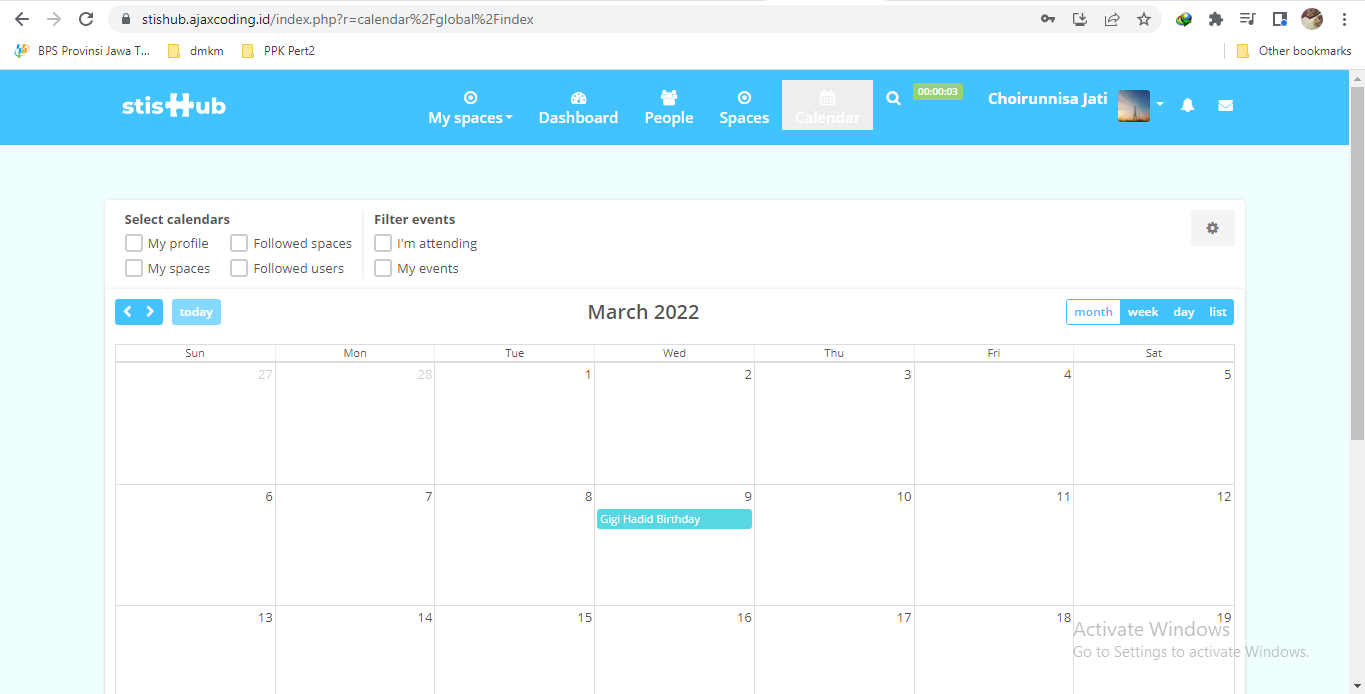 stishub.ajaxcoding.id/index.php?r=calendar%2Fglobal%2Findex
BPS Provinsi Jawa T... dmkm PPK Pert2 Other bookmarks
stisHub
My spaces Dashboard People Spaces Calendar 00:00:03 Choirunnisa Jati
Select calendars Filter events
My profile Followed spaces I'm attending
My spaces Followed users My events
today March 2022 month week day list
Sun Mon Tue Wed Thu Fri Sat
27 28 1 2 3 4 5
6 7 8 9 10 11 12
Gigi Hadid Birthday
13 14 15 16 17 18 19
Activate Windows
Go to Settings to activate Windows.